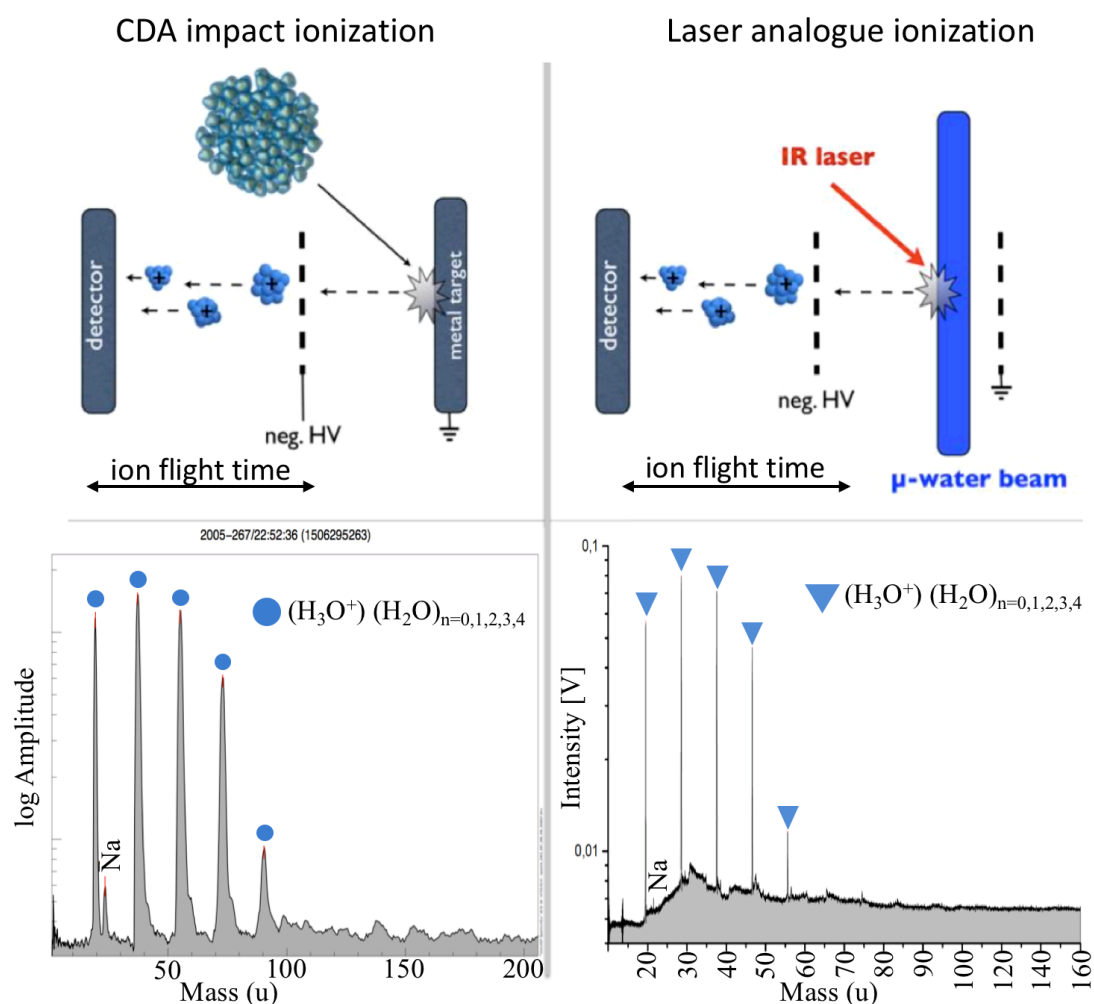 CDA impact ionization
detector
+
+
+
metal target
neg. HV
ion flight time
Laser analogue ionization
IR laser
detector
+
+
+
neg. HV
ion flight time
μ-water beam
2005-267/22:52:36 (1506295263)
log Amplitude
(H₃O⁺) (H₂O)ₙ₌₀,₁,₂,₃,₄
Na
50 100 150 200
Mass (u)
Intensity [V]
0,1
0,01
(H₃O⁺) (H₂O)ₙ₌₀,₁,₂,₃,₄
Na
20 30 40 50 60 70 80 90 100 110 120 130 140 160
Mass (u)